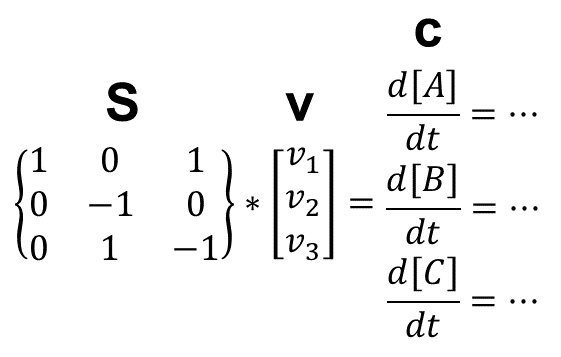 c
S v
d[A]/dt = ⋯
{1 0 1} [v₁]
{0 −1 0} * [v₂] = d[B]/dt = ⋯
{0 1 −1} [v₃]
d[C]/dt = ⋯